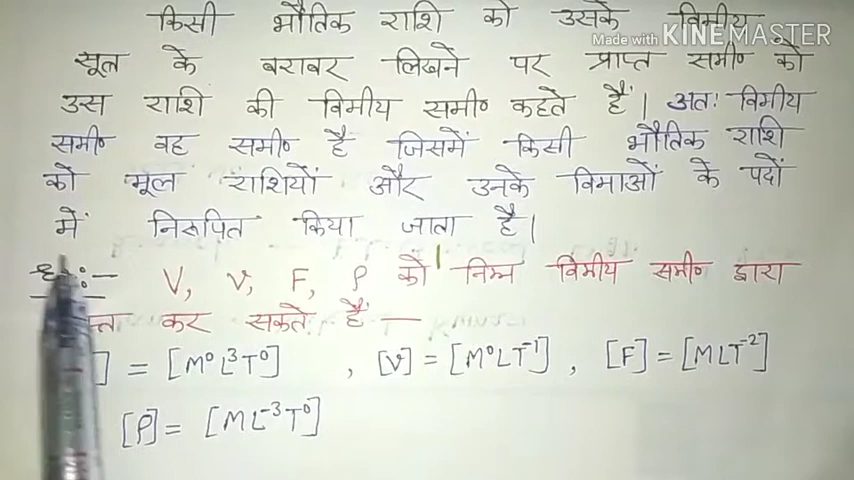 किसी भौतिक राशि को उसके विमीय
Made with KINEMASTER
सूत्र के बराबर लिखने पर प्राप्त समी० को
उस राशि की विमीय समी० कहते हैं। अतः विमीय
समी० वह समी० है जिसमें किसी भौतिक राशि
को मूल राशियों और उनके विमाओं के पदों
में निरुपित किया जाता है।
:— V, v, F, ρ को निम्न विमीय समी० द्वारा
कर सकते हैं —
] = [M⁰L³T⁰] , [v] = [M⁰LT⁻¹] , [F] = [MLT⁻²]
[ρ] = [ML⁻³T⁰]